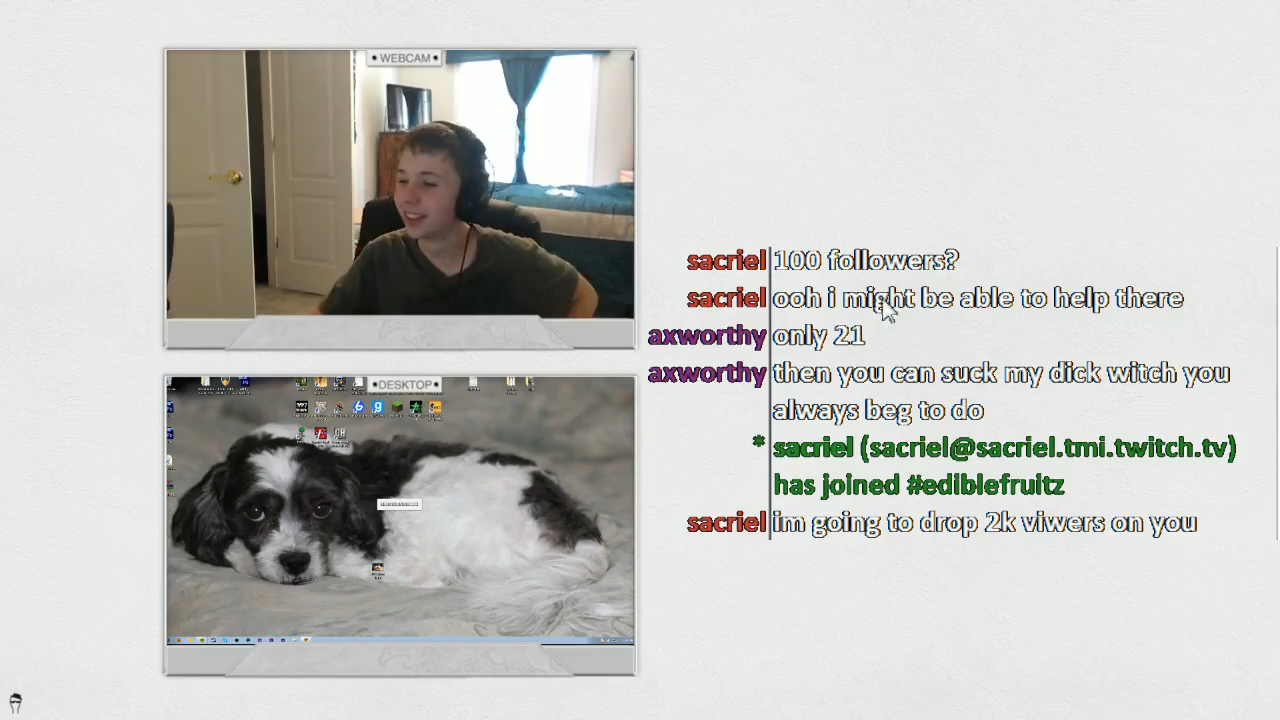 • WEBCAM •
sacriel 100 followers?
sacriel ooh i might be able to help there
axworthy only 21
axworthy then you can suck my dick witch you
always beg to do
•DESKTOP•
* sacriel (sacriel@sacriel.tmi.twitch.tv)
has joined #ediblefruitz
sacriel im going to drop 2k viwers on you